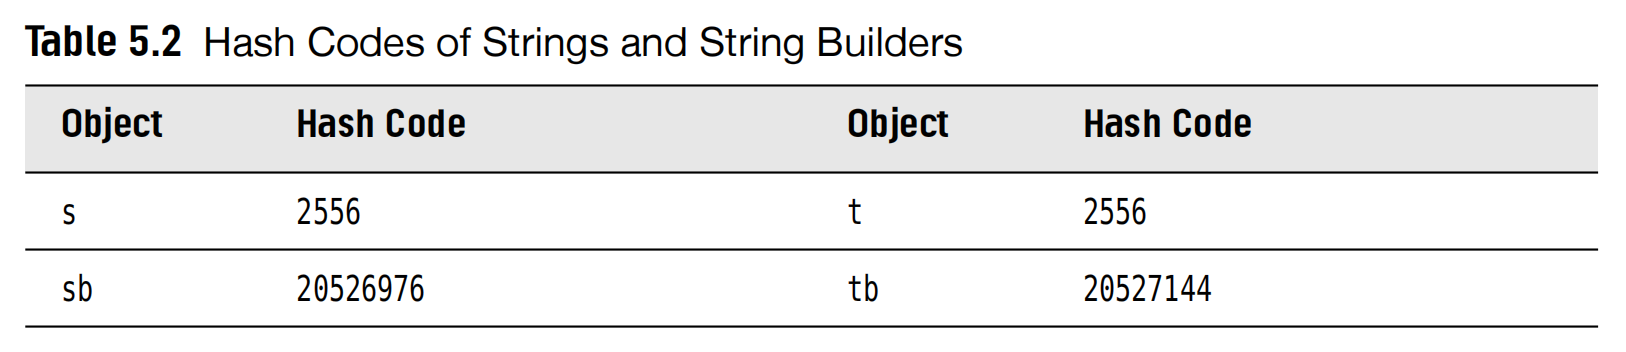 Table 5.2 Hash Codes of Strings and String Builders
Object Hash Code Object Hash Code
s 2556 t 2556
sb 20526976 tb 20527144